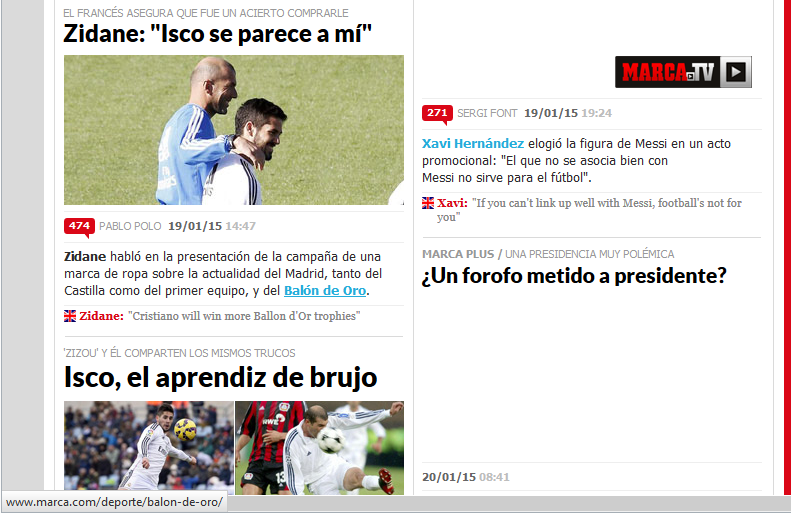 EL FRANCÉS ASEGURA QUE FUE UN ACIERTO COMPRARLE
Zidane: "Isco se parece a mí"
474 PABLO POLO 19/01/15 14:47
Zidane habló en la presentación de la campaña de una
marca de ropa sobre la actualidad del Madrid, tanto del
Castilla como del primer equipo, y del Balón de Oro.
Zidane: "Cristiano will win more Ballon d'Or trophies"
'ZIZOU' Y ÉL COMPARTEN LOS MISMOS TRUCOS
Isco, el aprendiz de brujo
RWE
13
MARCA TV
271 SERGI FONT 19/01/15 19:24
Xavi Hernández elogió la figura de Messi en un acto
promocional: "El que no se asocia bien con
Messi no sirve para el fútbol".
Xavi: "If you can't link up well with Messi, football's not for
you"
MARCA PLUS / UNA PRESIDENCIA MUY POLÉMICA
¿Un forofo metido a presidente?
20/01/15 08:41
www.marca.com/deporte/balon-de-oro/